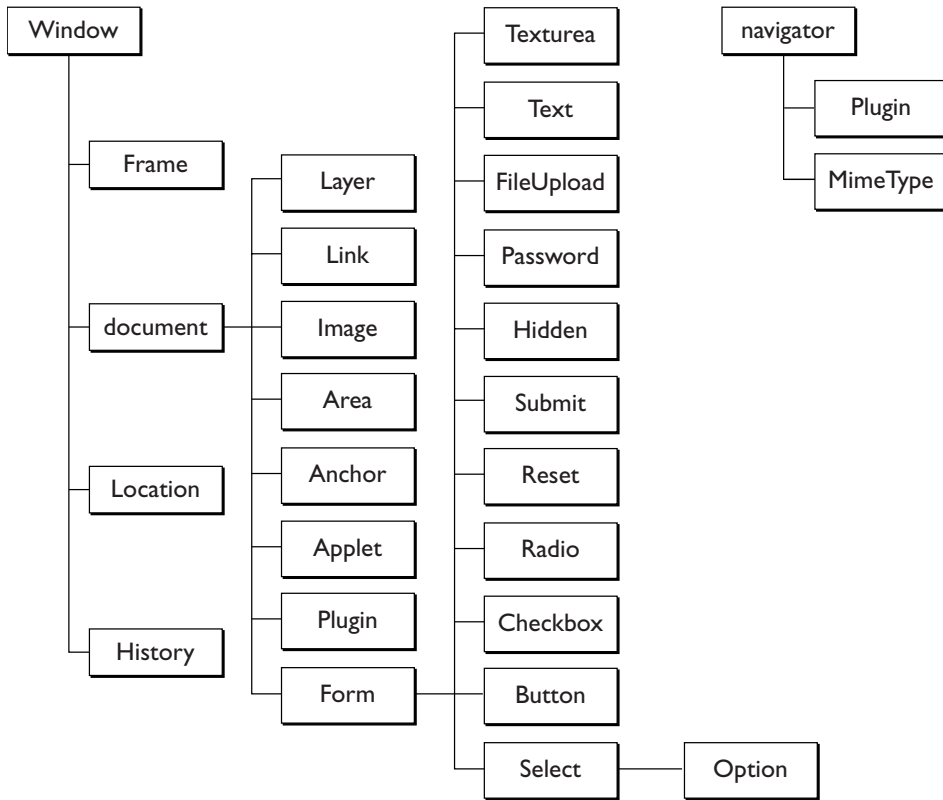 Window
Frame
document
Location
History
Layer
Link
Image
Area
Anchor
Applet
Plugin
Form
Texturea
Text
FileUpload
Password
Hidden
Submit
Reset
Radio
Checkbox
Button
Select
Option
navigator
Plugin
MimeType